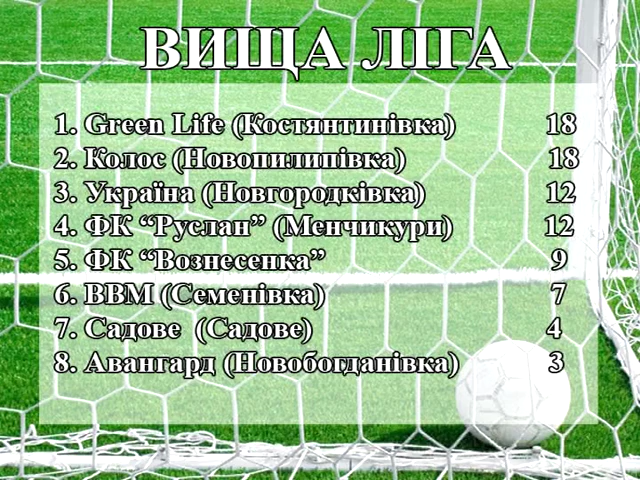 ВИЩА ЛІГА
1. Green Life (Костянтинівка) 18
2. Колос (Новопилипівка) 18
3. Україна (Новгородківка) 12
4. ФК “Руслан” (Менчикури) 12
5. ФК “Вознесенка” 9
6. ВВМ (Семенівка) 7
7. Садове (Садове) 4
8. Авангард (Новобогданівка) 3